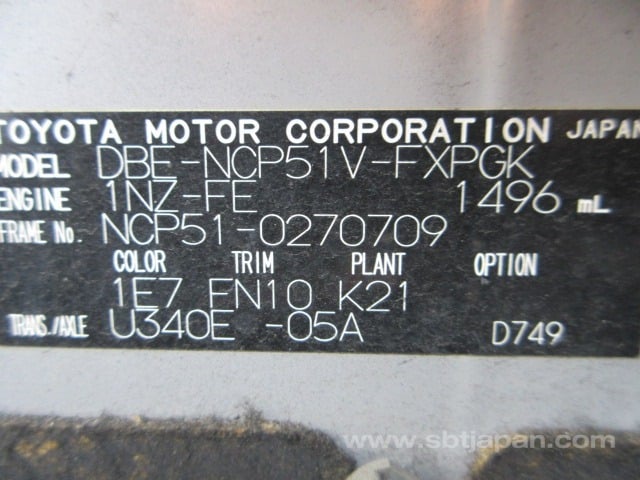 TOYOTA MOTOR CORPORATION JAPAN
MODEL DBE-NCP51V-FXPGK
ENGINE 1NZ-FE 1496 mL
FRAME No. NCP51-0270709
COLOR TRIM PLANT OPTION
1E7 FN10 K21
TRANS./AXLE U340E -05A D749
www.sbtjapan.com